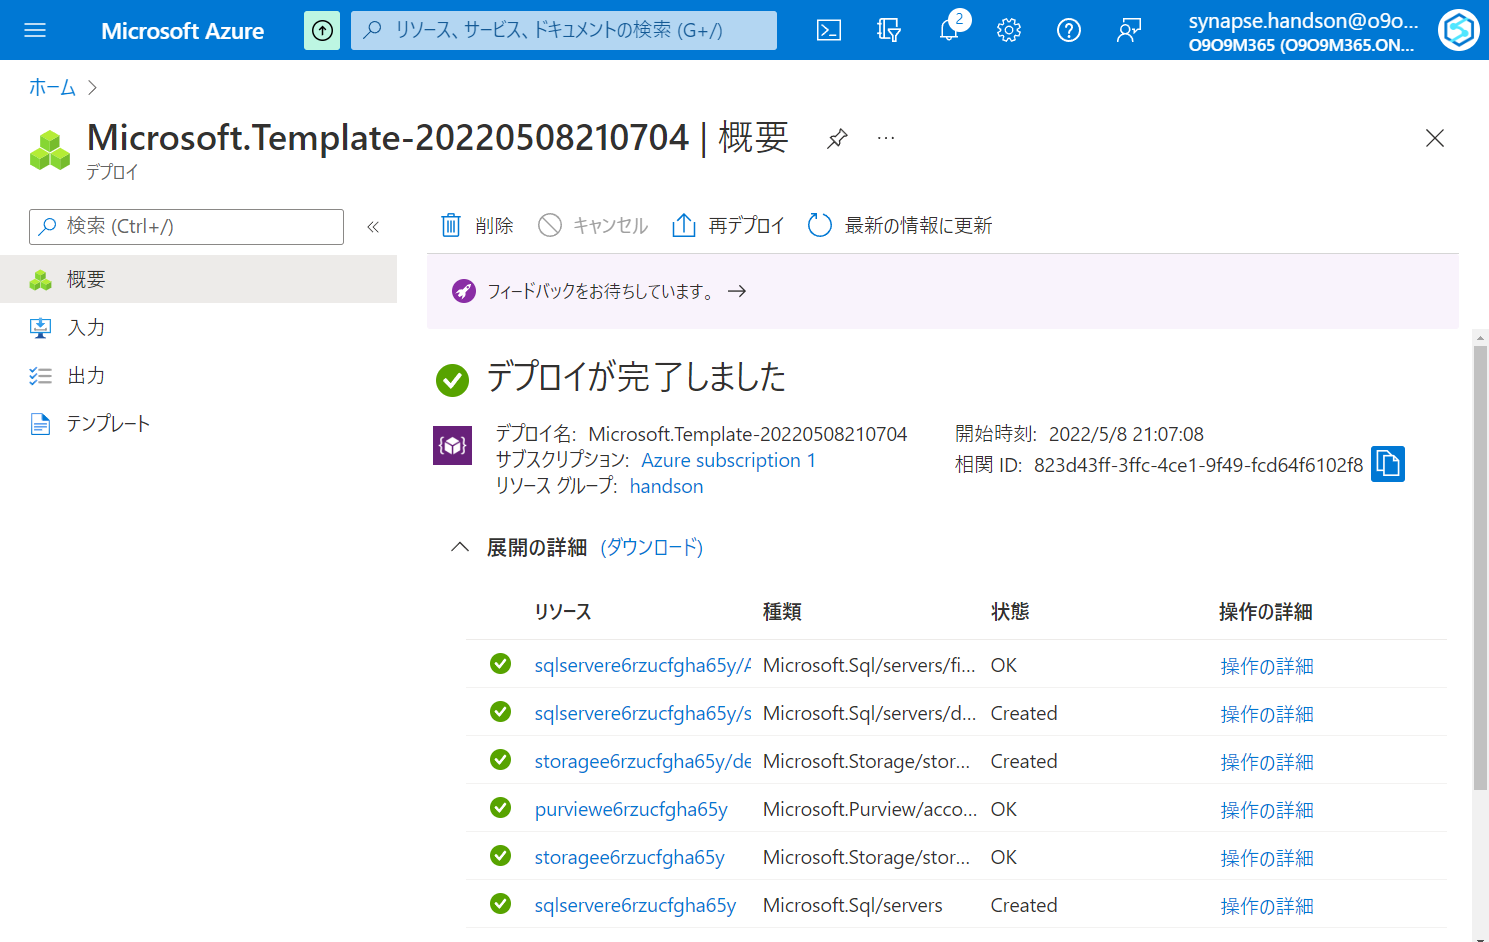 Microsoft Azure
リソース、サービス、ドキュメントの検索 (G+/)
2
synapse.handson@o9o...
O9O9M365 (O9O9M365.ON...
ホーム
Microsoft.Template-20220508210704 | 概要
...
デプロイ
検索 (Ctrl+/)
«
削除
キャンセル
再デプロイ
最新の情報に更新
概要
入力
出力
テンプレート
フィードバックをお待ちしています。 →
デプロイが完了しました
デプロイ名: Microsoft.Template-20220508210704
サブスクリプション: Azure subscription 1
リソース グループ: handson
開始時刻: 2022/5/8 21:07:08
相関 ID: 823d43ff-3ffc-4ce1-9f49-fcd64f6102f8
展開の詳細 (ダウンロード)
リソース 種類 状態 操作の詳細
sqlservere6rzucfgha65y/A Microsoft.Sql/servers/fi... OK 操作の詳細
sqlservere6rzucfgha65y/s Microsoft.Sql/servers/d... Created 操作の詳細
storagee6rzucfgha65y/de Microsoft.Storage/stor... Created 操作の詳細
purviewe6rzucfgha65y Microsoft.Purview/acco... OK 操作の詳細
storagee6rzucfgha65y Microsoft.Storage/stor... OK 操作の詳細
sqlservere6rzucfgha65y Microsoft.Sql/servers Created 操作の詳細